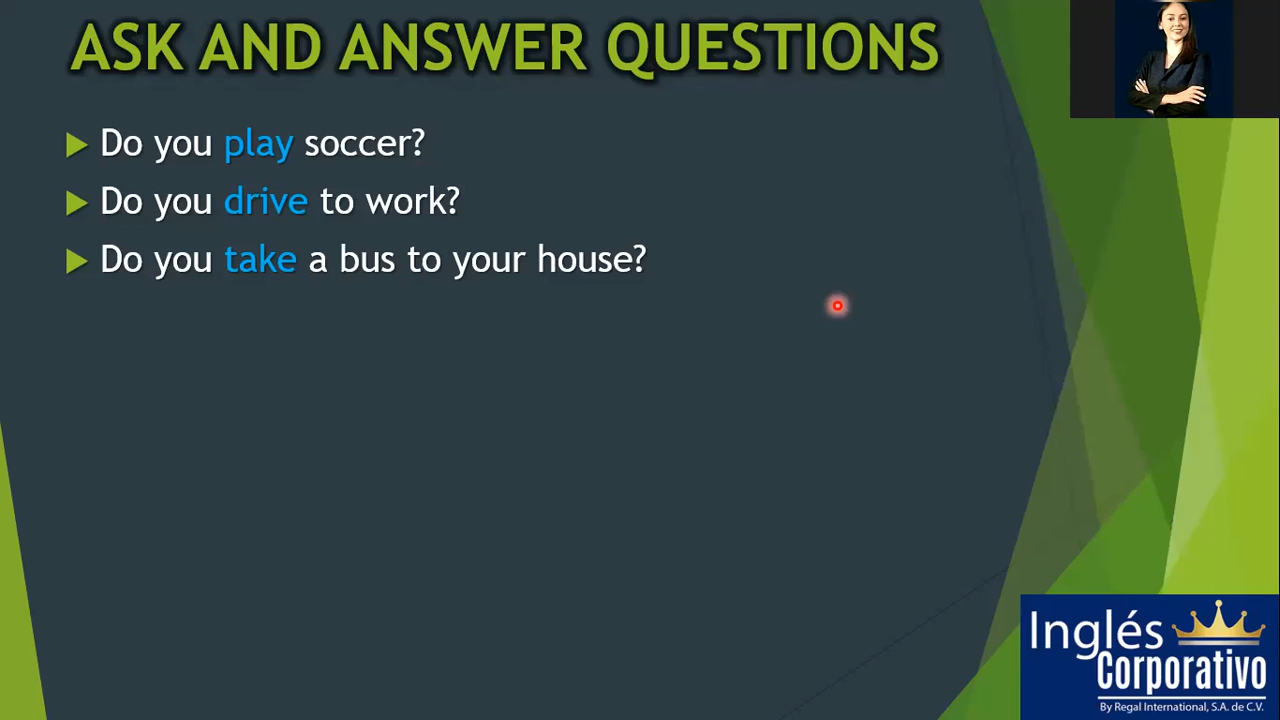 ASK AND ANSWER QUESTIONS
Do you play soccer?
Do you drive to work?
Do you take a bus to your house?
Inglés
Corporativo
By Regal International, S.A. de C.V.